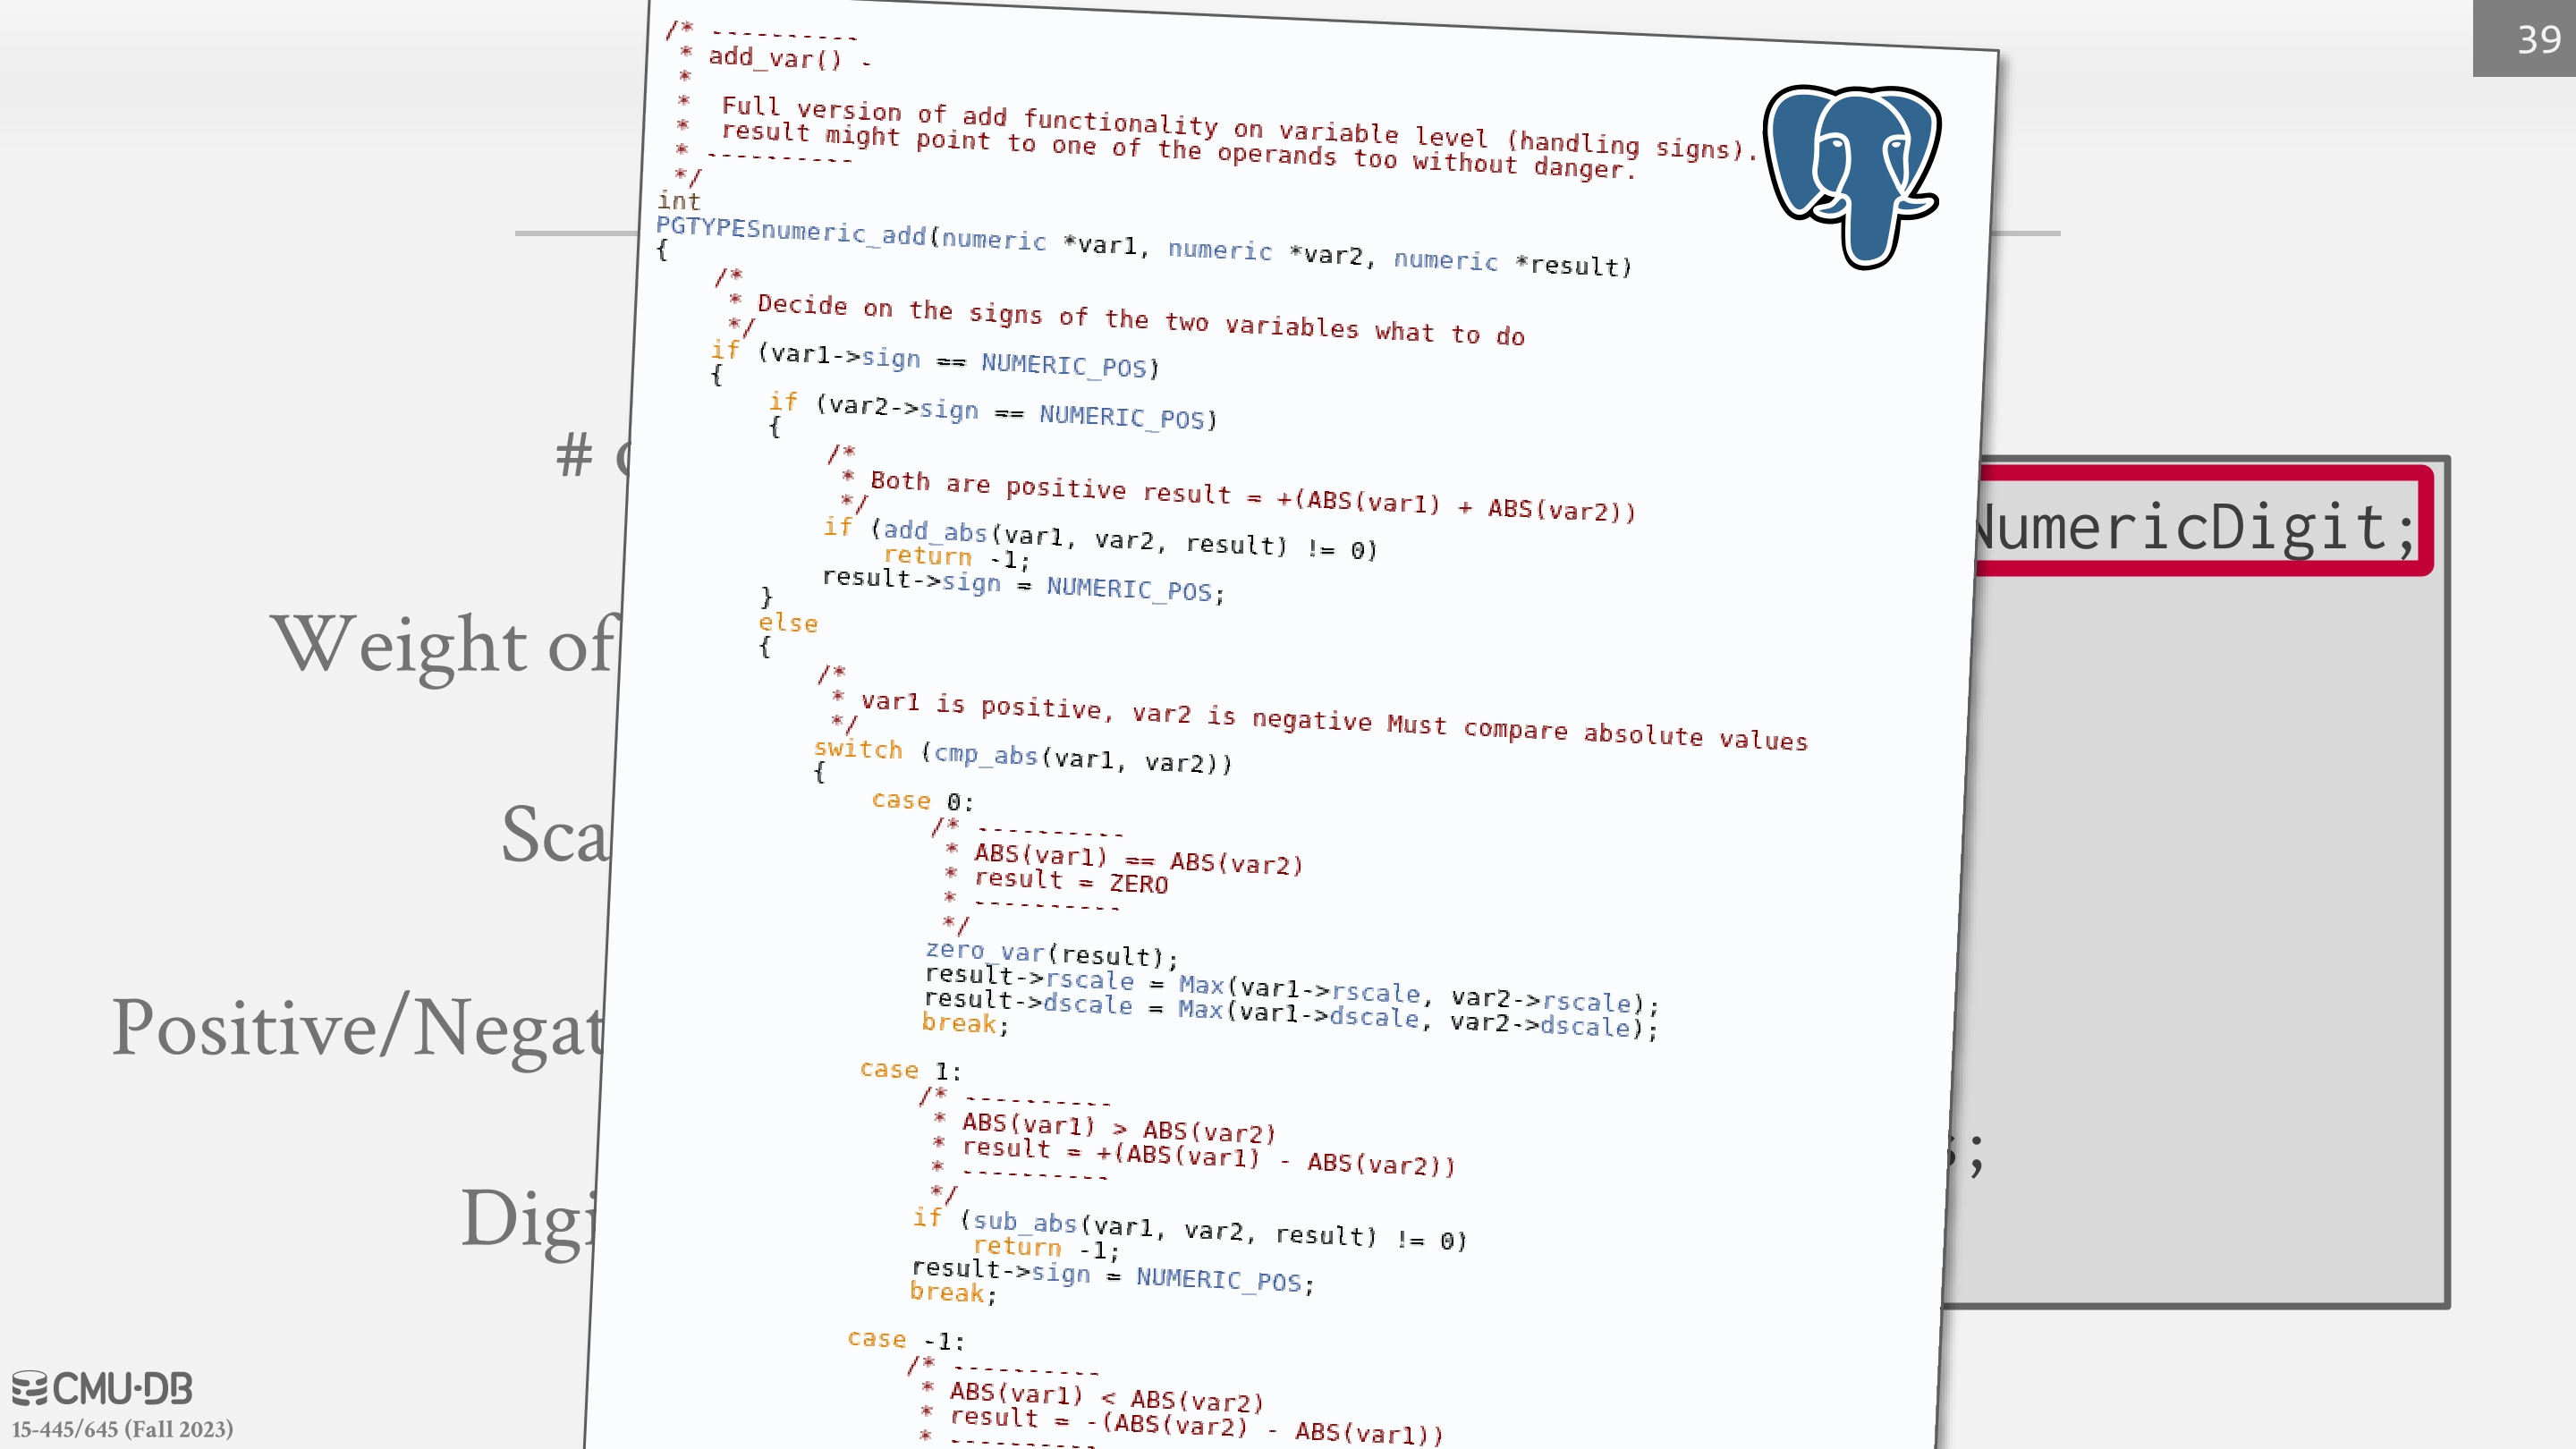 39
/* ----------
 * add_var() -
 *
 *  Full version of add functionality on variable level (handling signs).
 *  result might point to one of the operands too without danger.
 * ----------
 */
int
PGTYPESnumeric_add(numeric *var1, numeric *var2, numeric *result)
{
    /*
     * Decide on the signs of the two variables what to do
     */
    if (var1->sign == NUMERIC_POS)
    {
        if (var2->sign == NUMERIC_POS)
        {
            /*
             * Both are positive result = +(ABS(var1) + ABS(var2))
             */
            if (add_abs(var1, var2, result) != 0)
                return -1;
            result->sign = NUMERIC_POS;
        }
        else
        {
            /*
             * var1 is positive, var2 is negative Must compare absolute values
             */
            switch (cmp_abs(var1, var2))
            {
                case 0:
                    /* ----------
                     * ABS(var1) == ABS(var2)
                     * result = ZERO
                     * ----------
                     */
                    zero_var(result);
                    result->rscale = Max(var1->rscale, var2->rscale);
                    result->dscale = Max(var1->dscale, var2->dscale);
                    break;
                case 1:
                    /* ----------
                     * ABS(var1) > ABS(var2)
                     * result = +(ABS(var1) - ABS(var2))
                     * ----------
                     */
                    if (sub_abs(var1, var2, result) != 0)
                        return -1;
                    result->sign = NUMERIC_POS;
                    break;
                case -1:
                    /* ----------
                     * ABS(var1) < ABS(var2)
                     * result = -(ABS(var2) - ABS(var1))
                     * ----------
#
Weight of
Sca
Positive/Negat
Digi
NumericDigit;
;
CMU·DB
15-445/645 (Fall 2023)